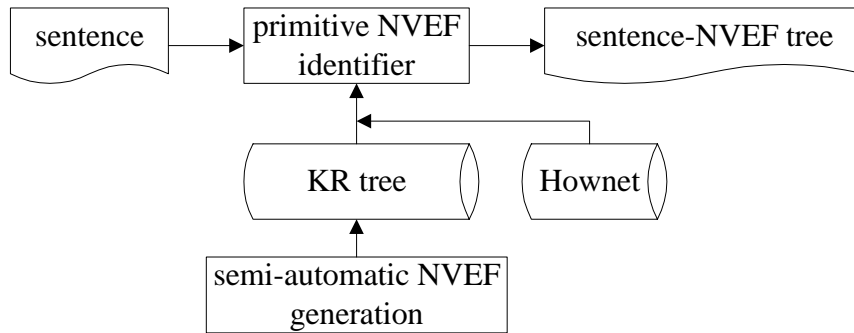 sentence
primitive NVEF
identifier
sentence-NVEF tree
KR tree
Hownet
semi-automatic NVEF
generation